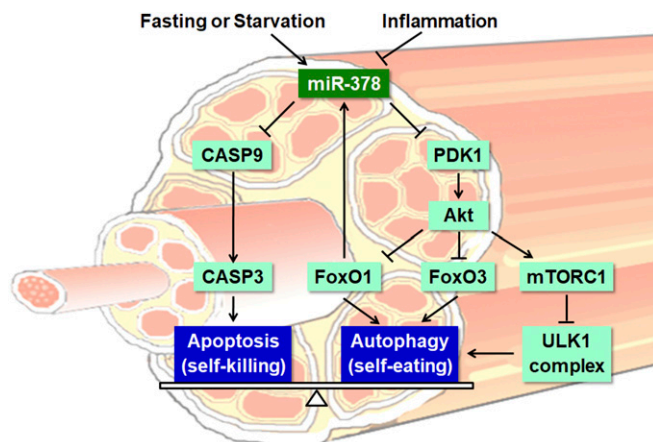 Fasting or Starvation
Inflammation
miR-378
CASP9
PDK1
Akt
CASP3
FoxO1
FoxO3
mTORC1
Apoptosis
(self-killing)
Autophagy
(self-eating)
ULK1
complex